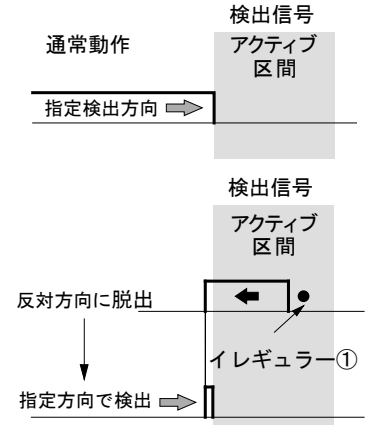 検出信号
通常動作
アクティブ
区間
指定検出方向
検出信号
アクティブ
区間
反対方向に脱出
イレギュラー①
指定方向で検出